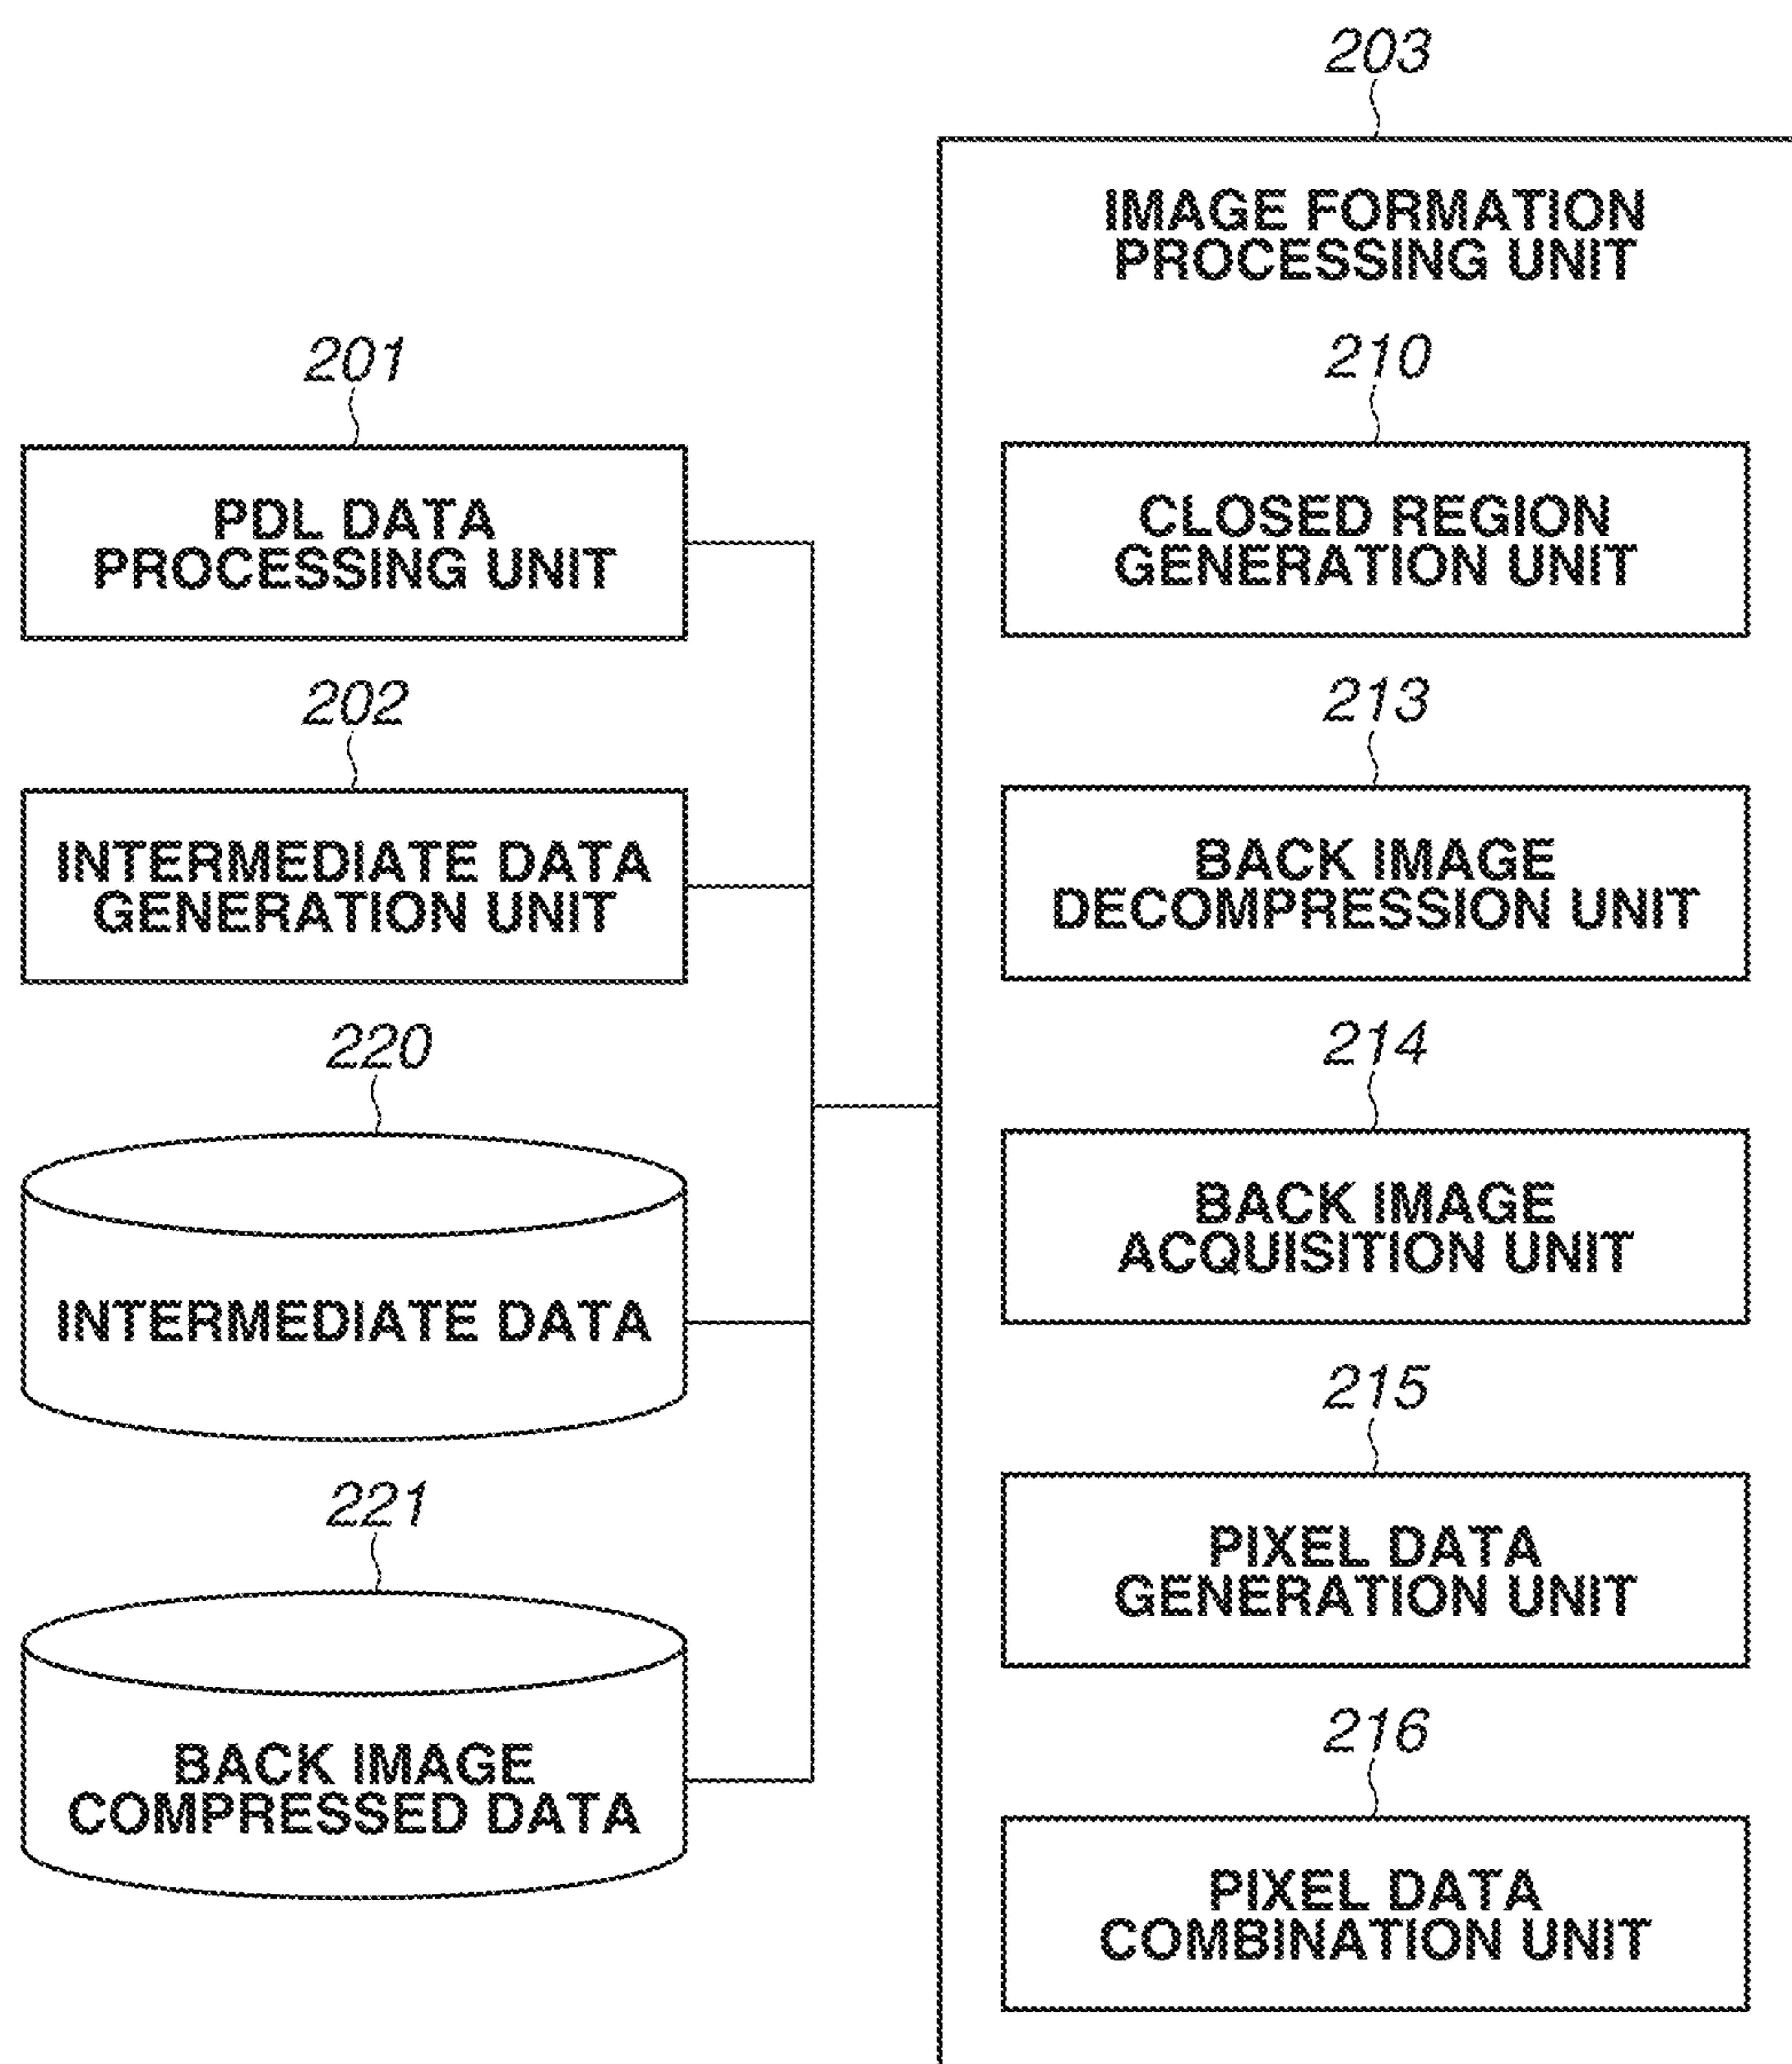 201
PDL DATA
PROCESSING UNIT
202
INTERMEDIATE DATA
GENERATION UNIT
220
INTERMEDIATE DATA
221
BACK IMAGE
COMPRESSED DATA
203
IMAGE FORMATION
PROCESSING UNIT
210
CLOSED REGION
GENERATION UNIT
213
BACK IMAGE
DECOMPRESSION UNIT
214
BACK IMAGE
ACQUISITION UNIT
215
PIXEL DATA
GENERATION UNIT
216
PIXEL DATA
COMBINATION UNIT